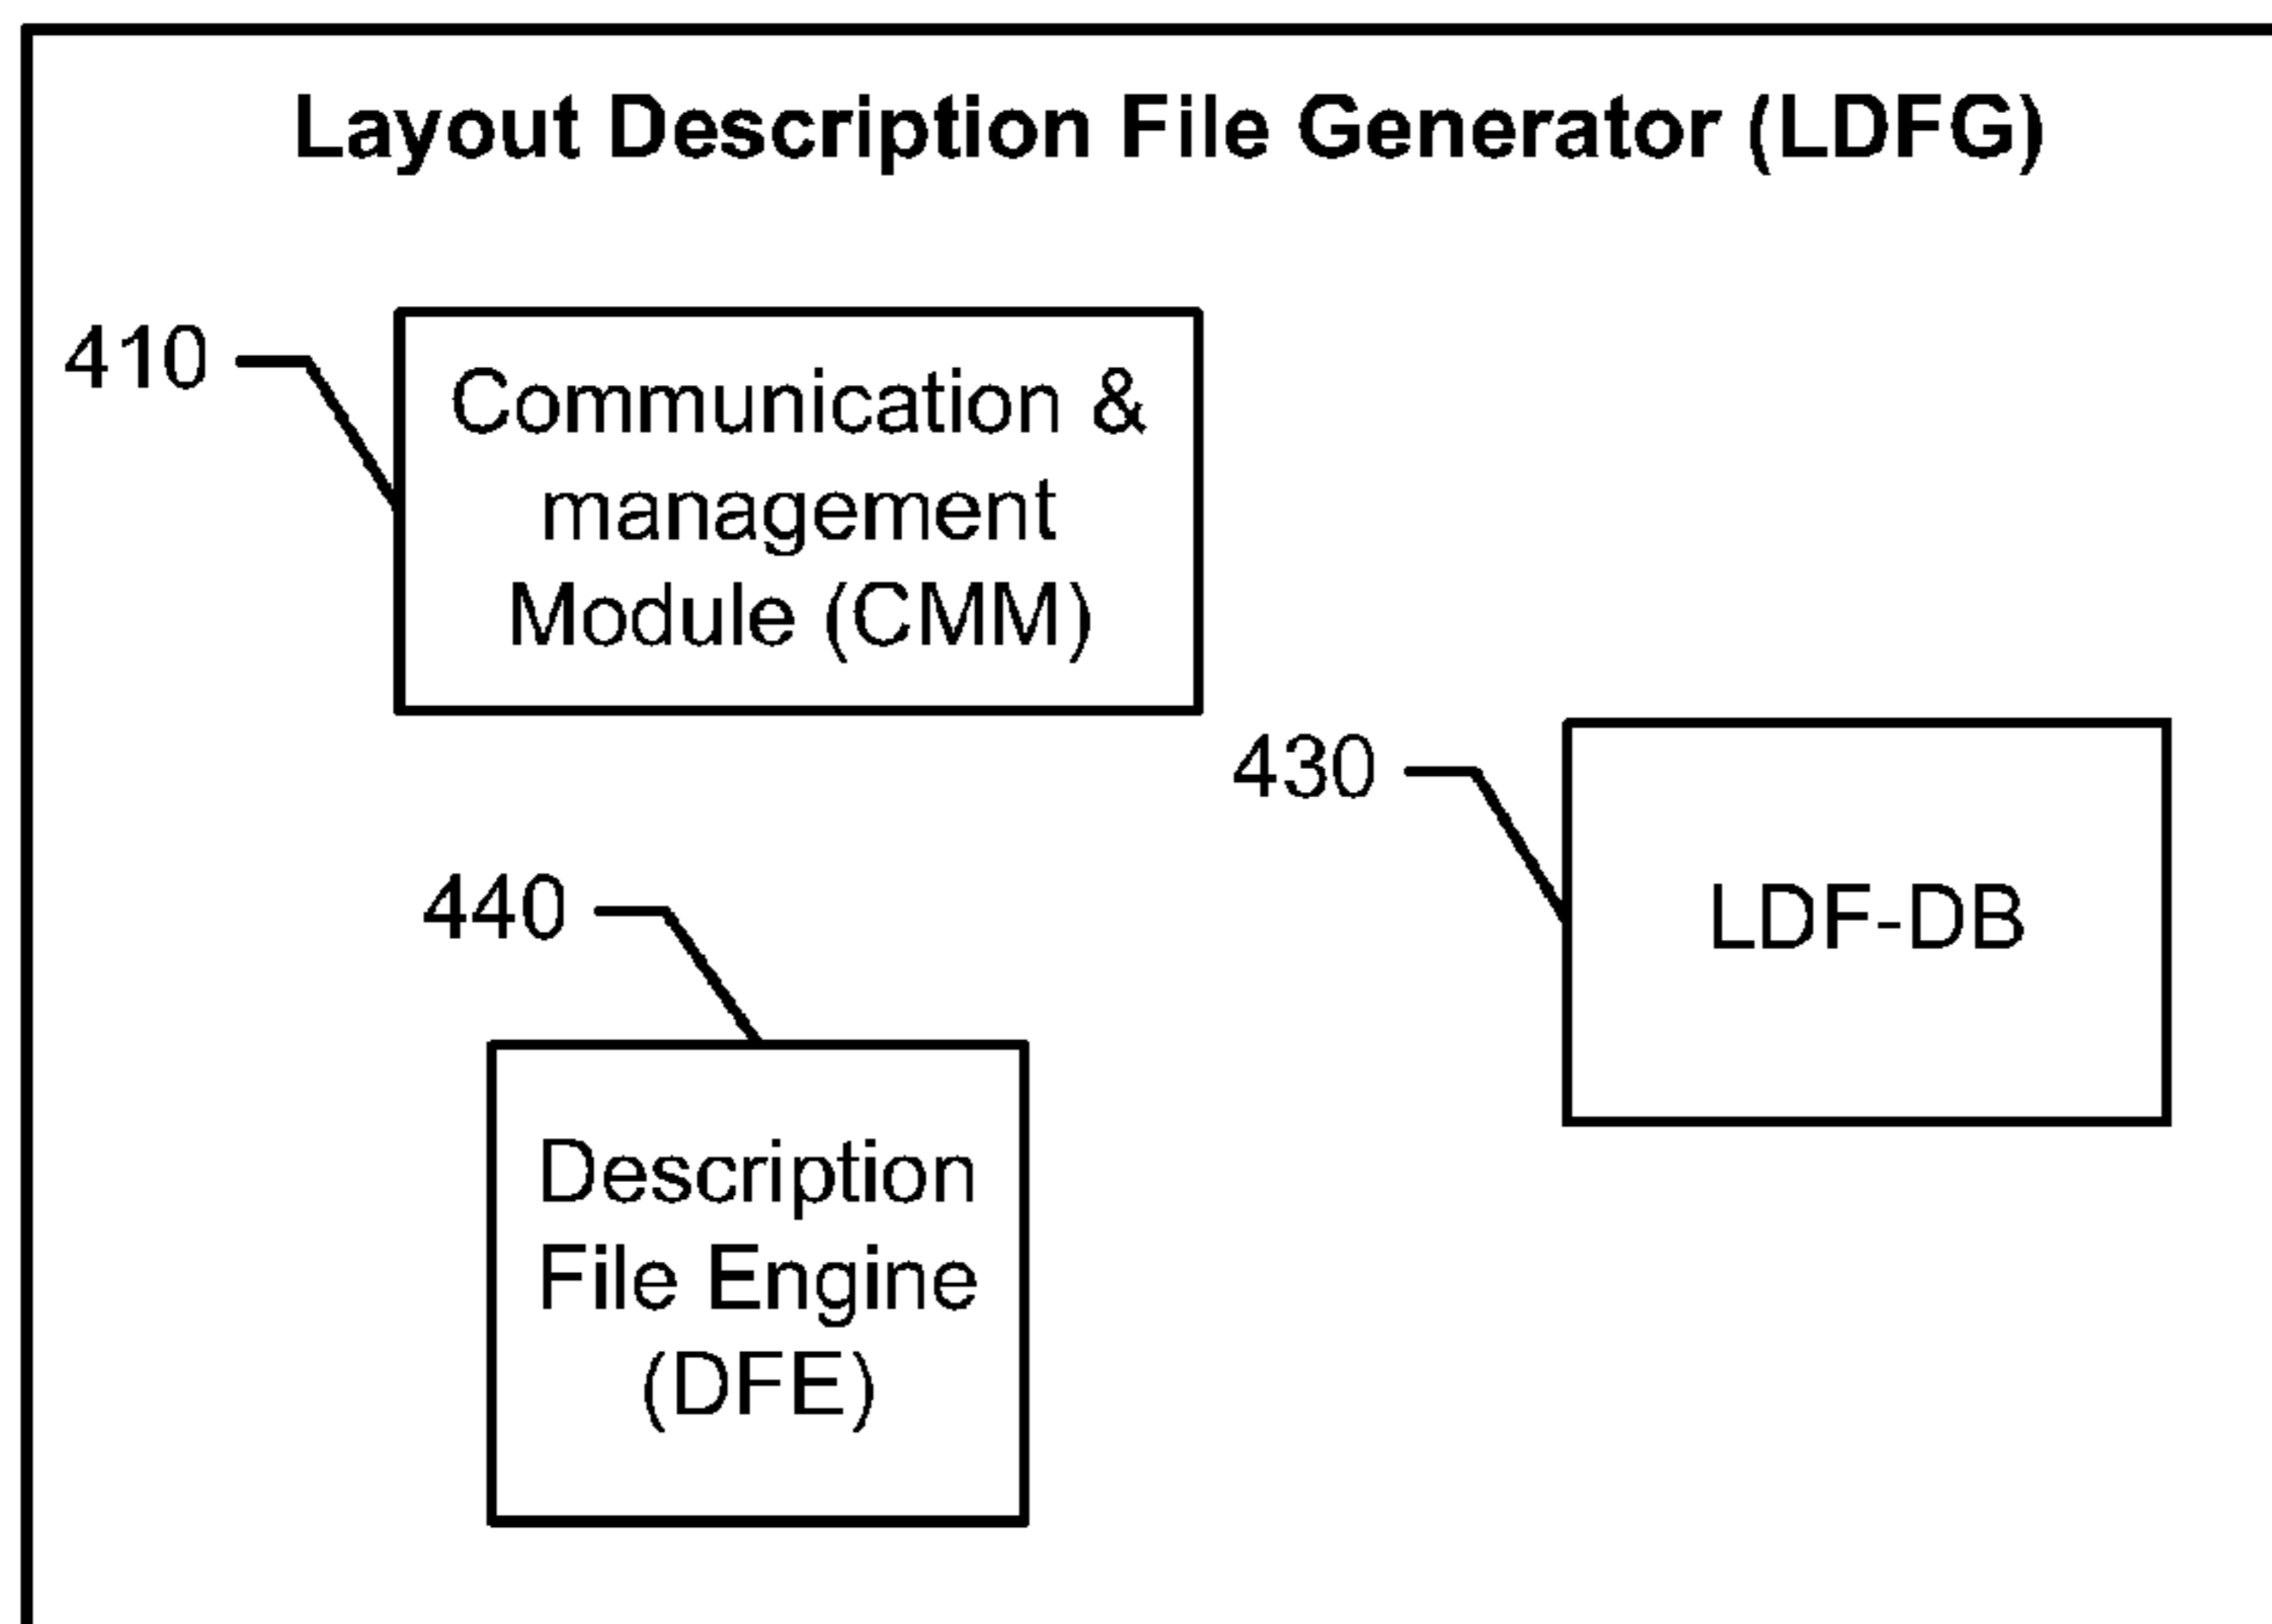 Layout Description File Generator (LDFG)
410
Communication &
management
Module (CMM)
430
LDF-DB
440
Description
File Engine
(DFE)